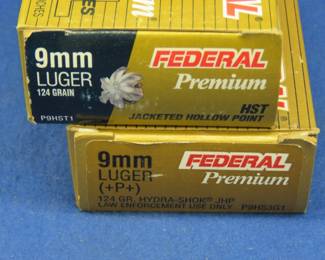 9mm
LUGER
124 GRAIN
P9HST1
FEDERAL
Premium
HST
JACKETED HOLLOW POINT
9mm
LUGER
(+P+)
124 GR. HYDRA-SHOK® JHP
LAW ENFORCEMENT USE ONLY
P9HS3G1
FEDERAL
Premium